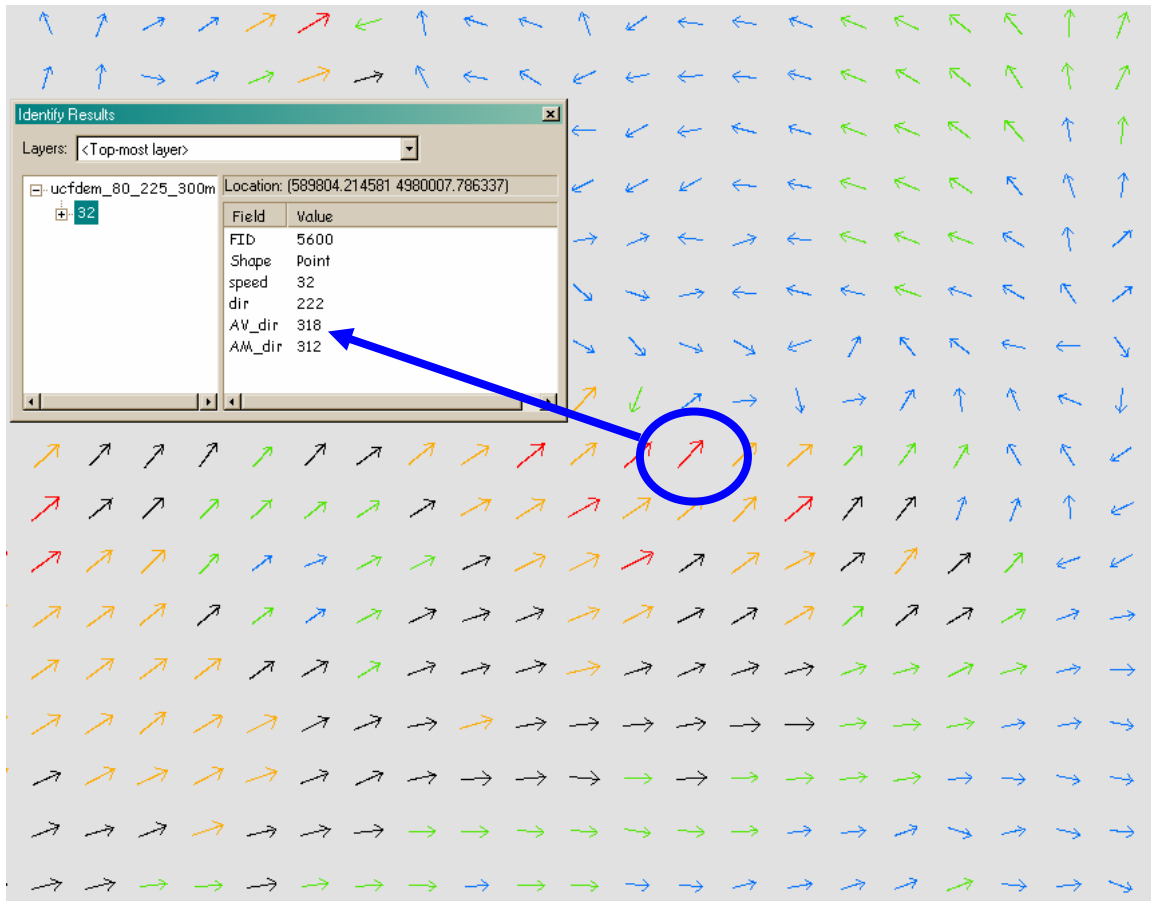 Identify Results
Layers: <Top-most layer>
ucfdem_80_225_300m
32
Location: (589804.214581 4980007.786337)
Field Value
FID 5600
Shape Point
speed 32
dir 222
AV_dir 318
AM_dir 312